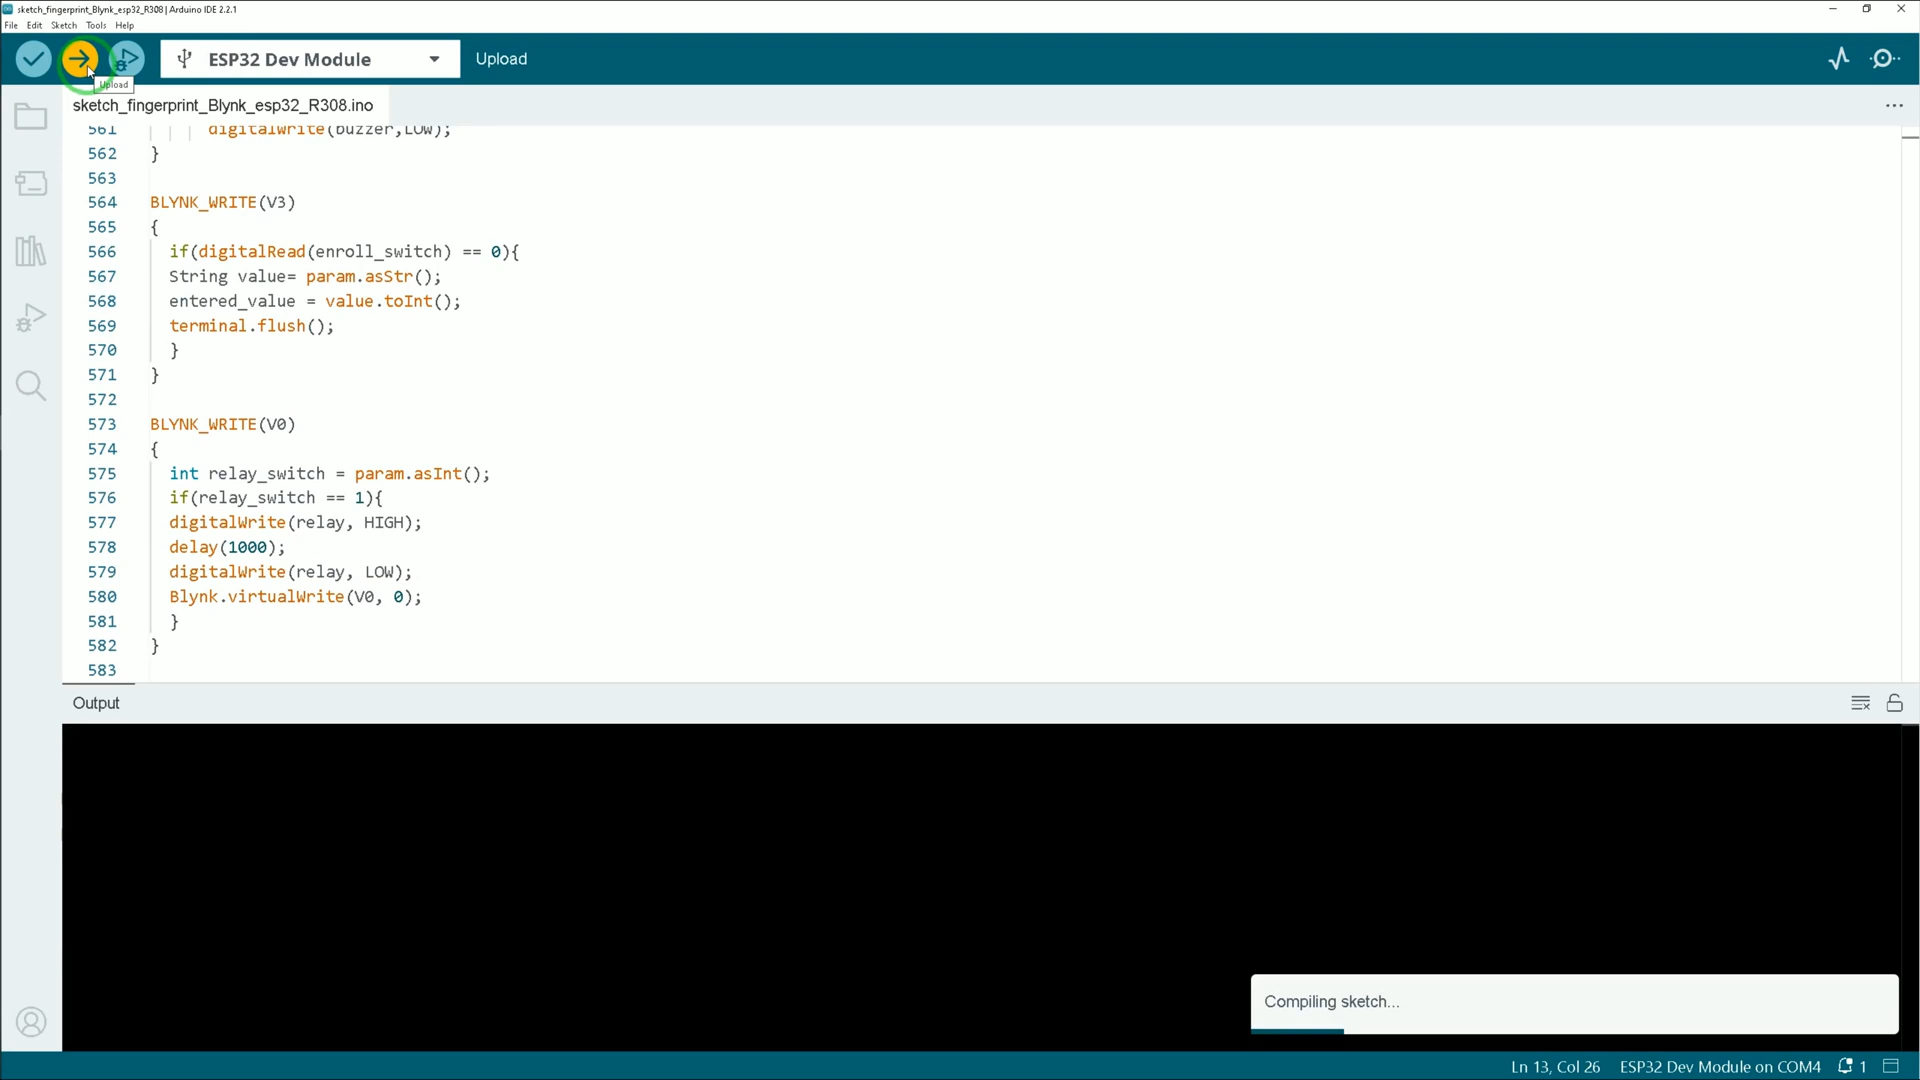 sketch_fingerprint_Blynk_esp32_R308 | Arduino IDE 2.2.1
File Edit Sketch Tools Help
ESP32 Dev Module
Upload
Upload
sketch_fingerprint_Blynk_esp32_R308.ino
561 digitalWrite(buzzer,LOW);
562 }
563
564 BLYNK_WRITE(V3)
565 {
566 if(digitalRead(enroll_switch) == 0){
567 String value= param.asStr();
568 entered_value = value.toInt();
569 terminal.flush();
570 }
571 }
572
573 BLYNK_WRITE(V0)
574 {
575 int relay_switch = param.asInt();
576 if(relay_switch == 1){
577 digitalWrite(relay, HIGH);
578 delay(1000);
579 digitalWrite(relay, LOW);
580 Blynk.virtualWrite(V0, 0);
581 }
582 }
583
Output
Compiling sketch...
Ln 13, Col 26 ESP32 Dev Module on COM4 1